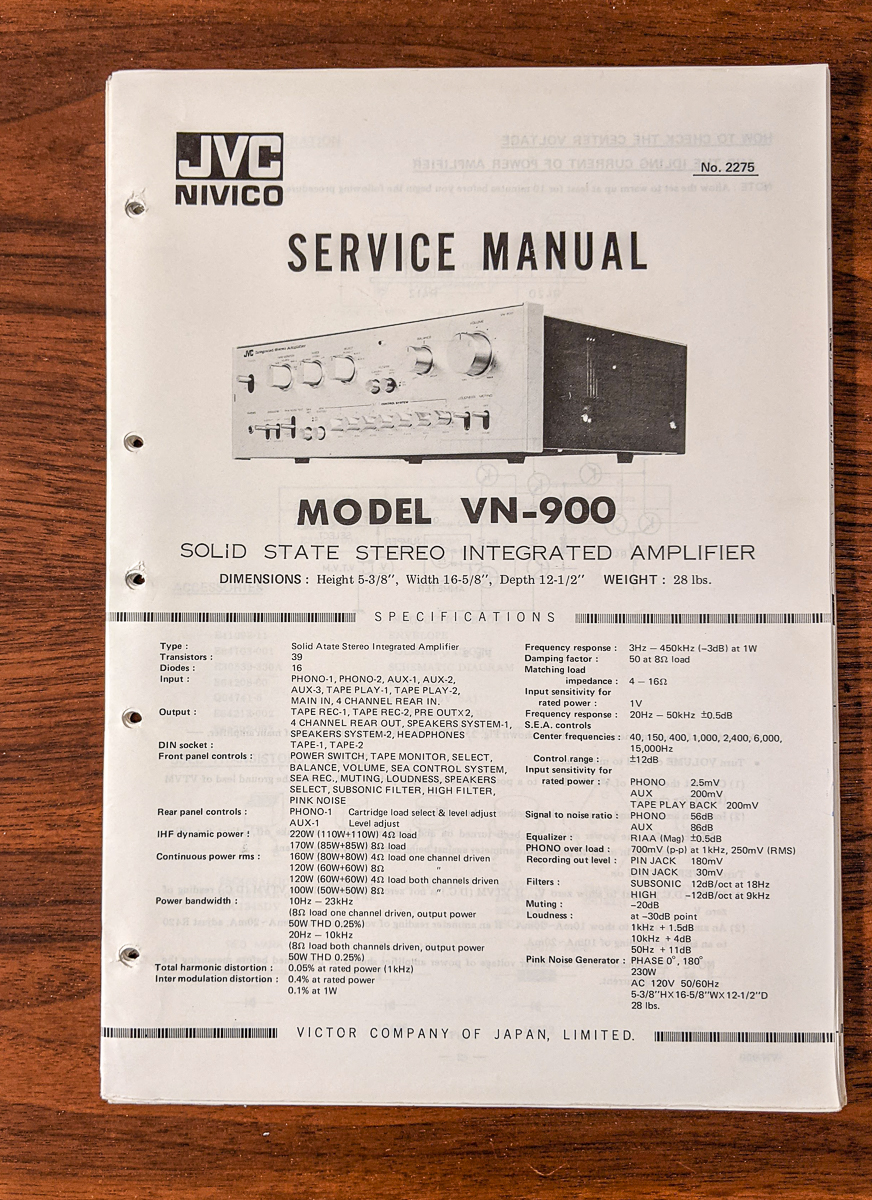 JVC
NIVICO
No. 2275
SERVICE MANUAL
JVC Integrated Stereo Amplifier
MODEL VN-900
SOLID STATE STEREO INTEGRATED AMPLIFIER
DIMENSIONS : Height 5-3/8", Width 16-5/8", Depth 12-1/2" WEIGHT : 28 lbs.
SPECIFICATIONS
Type : Solid Atate Stereo Integrated Amplifier
Transistors : 39
Diodes : 16
Input : PHONO-1, PHONO-2, AUX-1, AUX-2,
AUX-3, TAPE PLAY-1, TAPE PLAY-2,
MAIN IN, 4 CHANNEL REAR IN.
Output : TAPE REC-1, TAPE REC-2, PRE OUTX2,
4 CHANNEL REAR OUT, SPEAKERS SYSTEM-1,
SPEAKERS SYSTEM-2, HEADPHONES
DIN socket : TAPE-1, TAPE-2
Front panel controls : POWER SWITCH, TAPE MONITOR, SELECT,
BALANCE, VOLUME, SEA CONTROL SYSTEM,
SEA REC., MUTING, LOUDNESS, SPEAKERS
SELECT, SUBSONIC FILTER, HIGH FILTER,
PINK NOISE
Rear panel controls : PHONO-1 Cartridge load select & level adjust
AUX-1 Level adjust
IHF dynamic power : 220W (110W+110W) 4Ω load
170W (85W+85W) 8Ω load
Continuous power rms : 160W (80W+80W) 4Ω load one channel driven
120W (60W+60W) 8Ω "
120W (60W+60W) 4Ω load both channels driven
100W (50W+50W) 8Ω "
Power bandwidth : 10Hz – 23kHz
(8Ω load one channel driven, output power
50W THD 0.25%)
20Hz – 10kHz
(8Ω load both channels driven, output power
50W THD 0.25%)
Total harmonic distortion : 0.05% at rated power (1kHz)
Inter modulation distortion : 0.4% at rated power
0.1% at 1W
Frequency response : 3Hz – 450kHz (–3dB) at 1W
Damping factor : 50 at 8Ω load
Matching load
impedance : 4 – 16Ω
Input sensitivity for
rated power : 1V
Frequency response : 20Hz – 50kHz ±0.5dB
S.E.A. controls
Center frequencies : 40, 150, 400, 1,000, 2,400, 6,000,
15,000Hz
Control range : ±12dB
Input sensitivity for
rated power : PHONO 2.5mV
AUX 200mV
TAPE PLAY BACK 200mV
Signal to noise ratio : PHONO 56dB
AUX 86dB
Equalizer : RIAA (Mag) ±0.5dB
PHONO over load : 700mV (p-p) at 1kHz, 250mV (RMS)
Recording out level : PIN JACK 180mV
DIN JACK 30mV
Filters : SUBSONIC 12dB/oct at 18Hz
HIGH –12dB/oct at 9kHz
Muting : –20dB
Loudness : at –30dB point
1kHz + 1.5dB
10kHz + 4dB
50Hz + 11dB
Pink Noise Generator : PHASE 0°, 180°
230W
AC 120V 50/60Hz
5-3/8"HX16-5/8"WX12-1/2"D
28 lbs.
VICTOR COMPANY OF JAPAN, LIMITED.